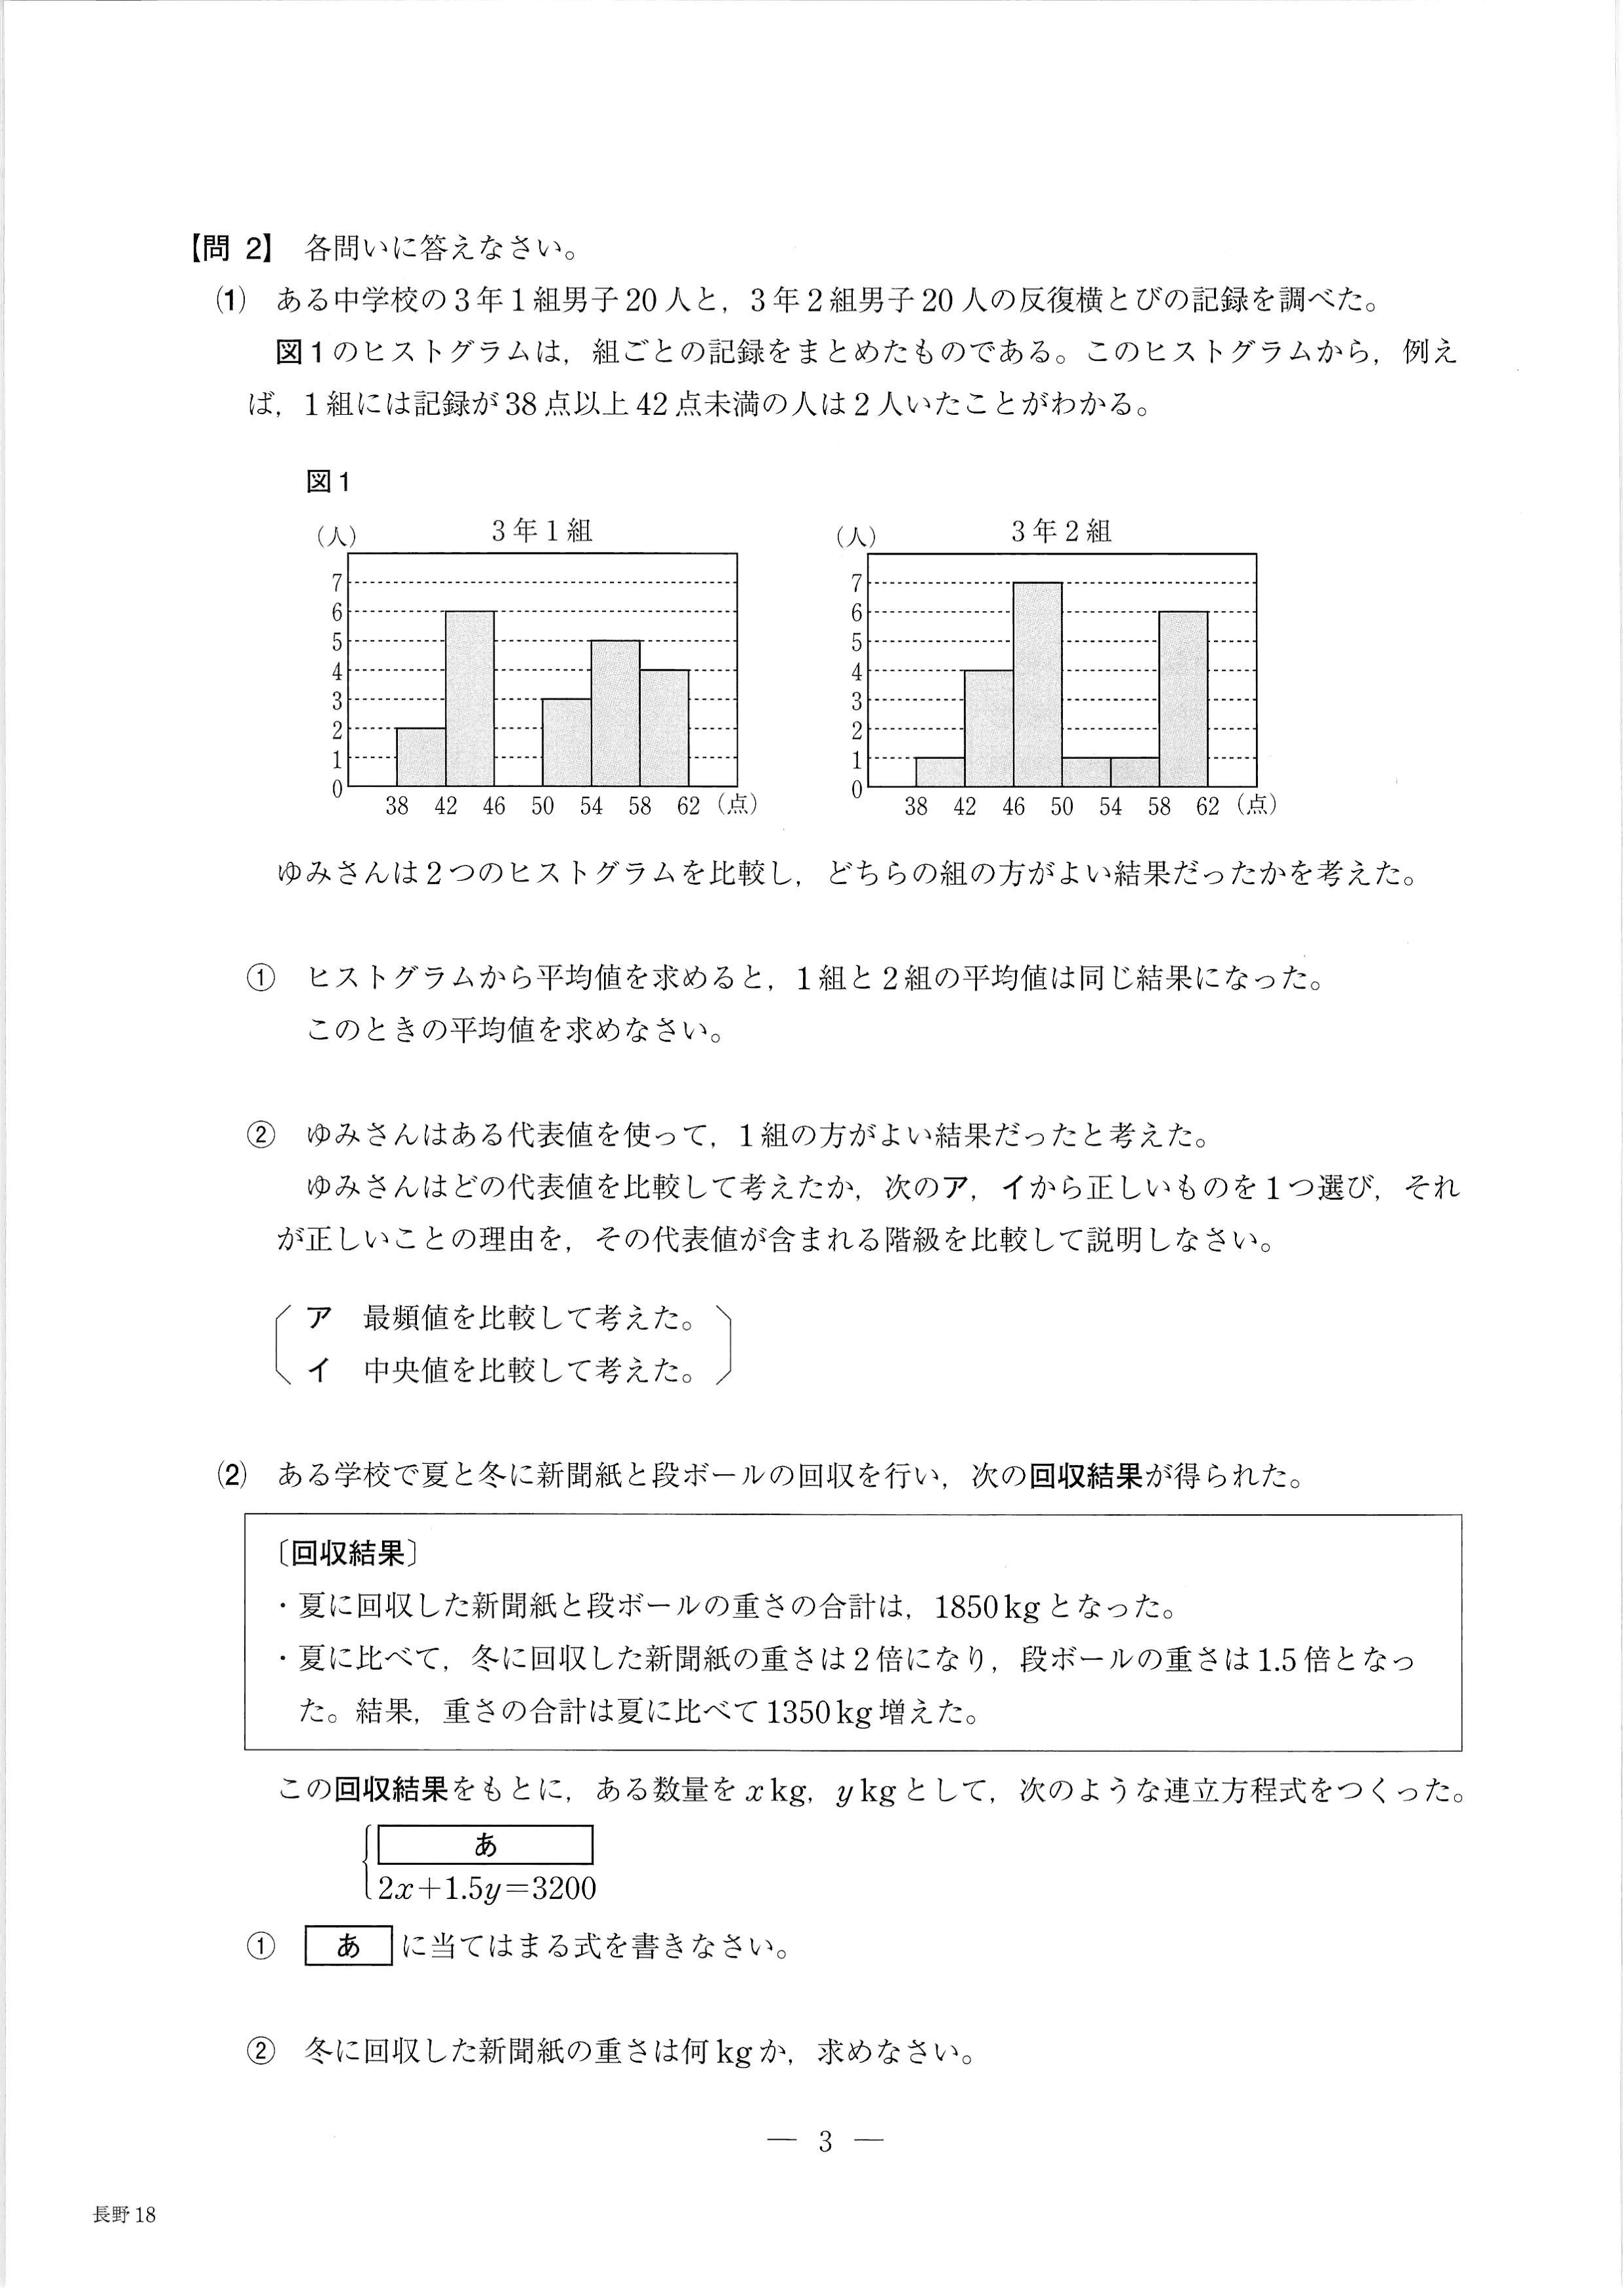 【問 2】 各問いに答えなさい。
(1) ある中学校の3年1組男子20人と，3年2組男子20人の反復横とびの記録を調べた。
図1のヒストグラムは，組ごとの記録をまとめたものである。このヒストグラムから，例え
ば，1組には記録が38点以上42点未満の人は2人いたことがわかる。
図1
(人) 3年1組
7
6
5
4
3
2
1
0
38 42 46 50 54 58 62 (点)
(人) 3年2組
7
6
5
4
3
2
1
0
38 42 46 50 54 58 62 (点)
ゆみさんは2つのヒストグラムを比較し，どちらの組の方がよい結果だったかを考えた。
① ヒストグラムから平均値を求めると，1組と2組の平均値は同じ結果になった。
このときの平均値を求めなさい。
② ゆみさんはある代表値を使って，1組の方がよい結果だったと考えた。
ゆみさんはどの代表値を比較して考えたか，次のア，イから正しいものを1つ選び，それ
が正しいことの理由を，その代表値が含まれる階級を比較して説明しなさい。
ア 最頻値を比較して考えた。
イ 中央値を比較して考えた。
(2) ある学校で夏と冬に新聞紙と段ボールの回収を行い，次の回収結果が得られた。
〔回収結果〕
・夏に回収した新聞紙と段ボールの重さの合計は，1850kgとなった。
・夏に比べて，冬に回収した新聞紙の重さは2倍になり，段ボールの重さは1.5倍となっ
た。結果，重さの合計は夏に比べて1350kg増えた。
この回収結果をもとに，ある数量をxkg，ykgとして，次のような連立方程式をつくった。
あ
2x+1.5y=3200
① あ に当てはまる式を書きなさい。
② 冬に回収した新聞紙の重さは何kgか，求めなさい。
― 3 ―
長野18